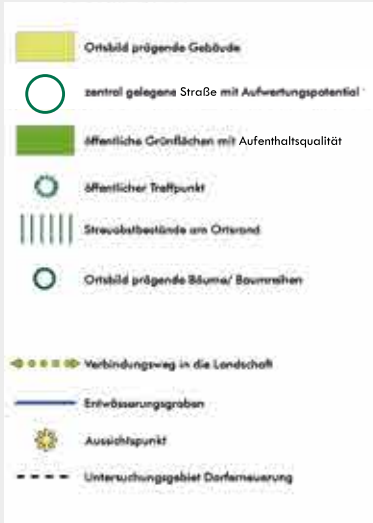 Ortsbild prägende Gebäude
zentral gelegene Straße mit Aufwertungspotential
öffentliche Grünflächen mit Aufenthaltsqualität
öffentlicher Treffpunkt
Streuobstbestände am Ortsrand
Ortsbild prägende Bäume/ Baumreihen
Verbindungsweg in die Landschaft
Entwässerungsgraben
Aussichtspunkt
Untersuchungsgebiet Dorferneuerung